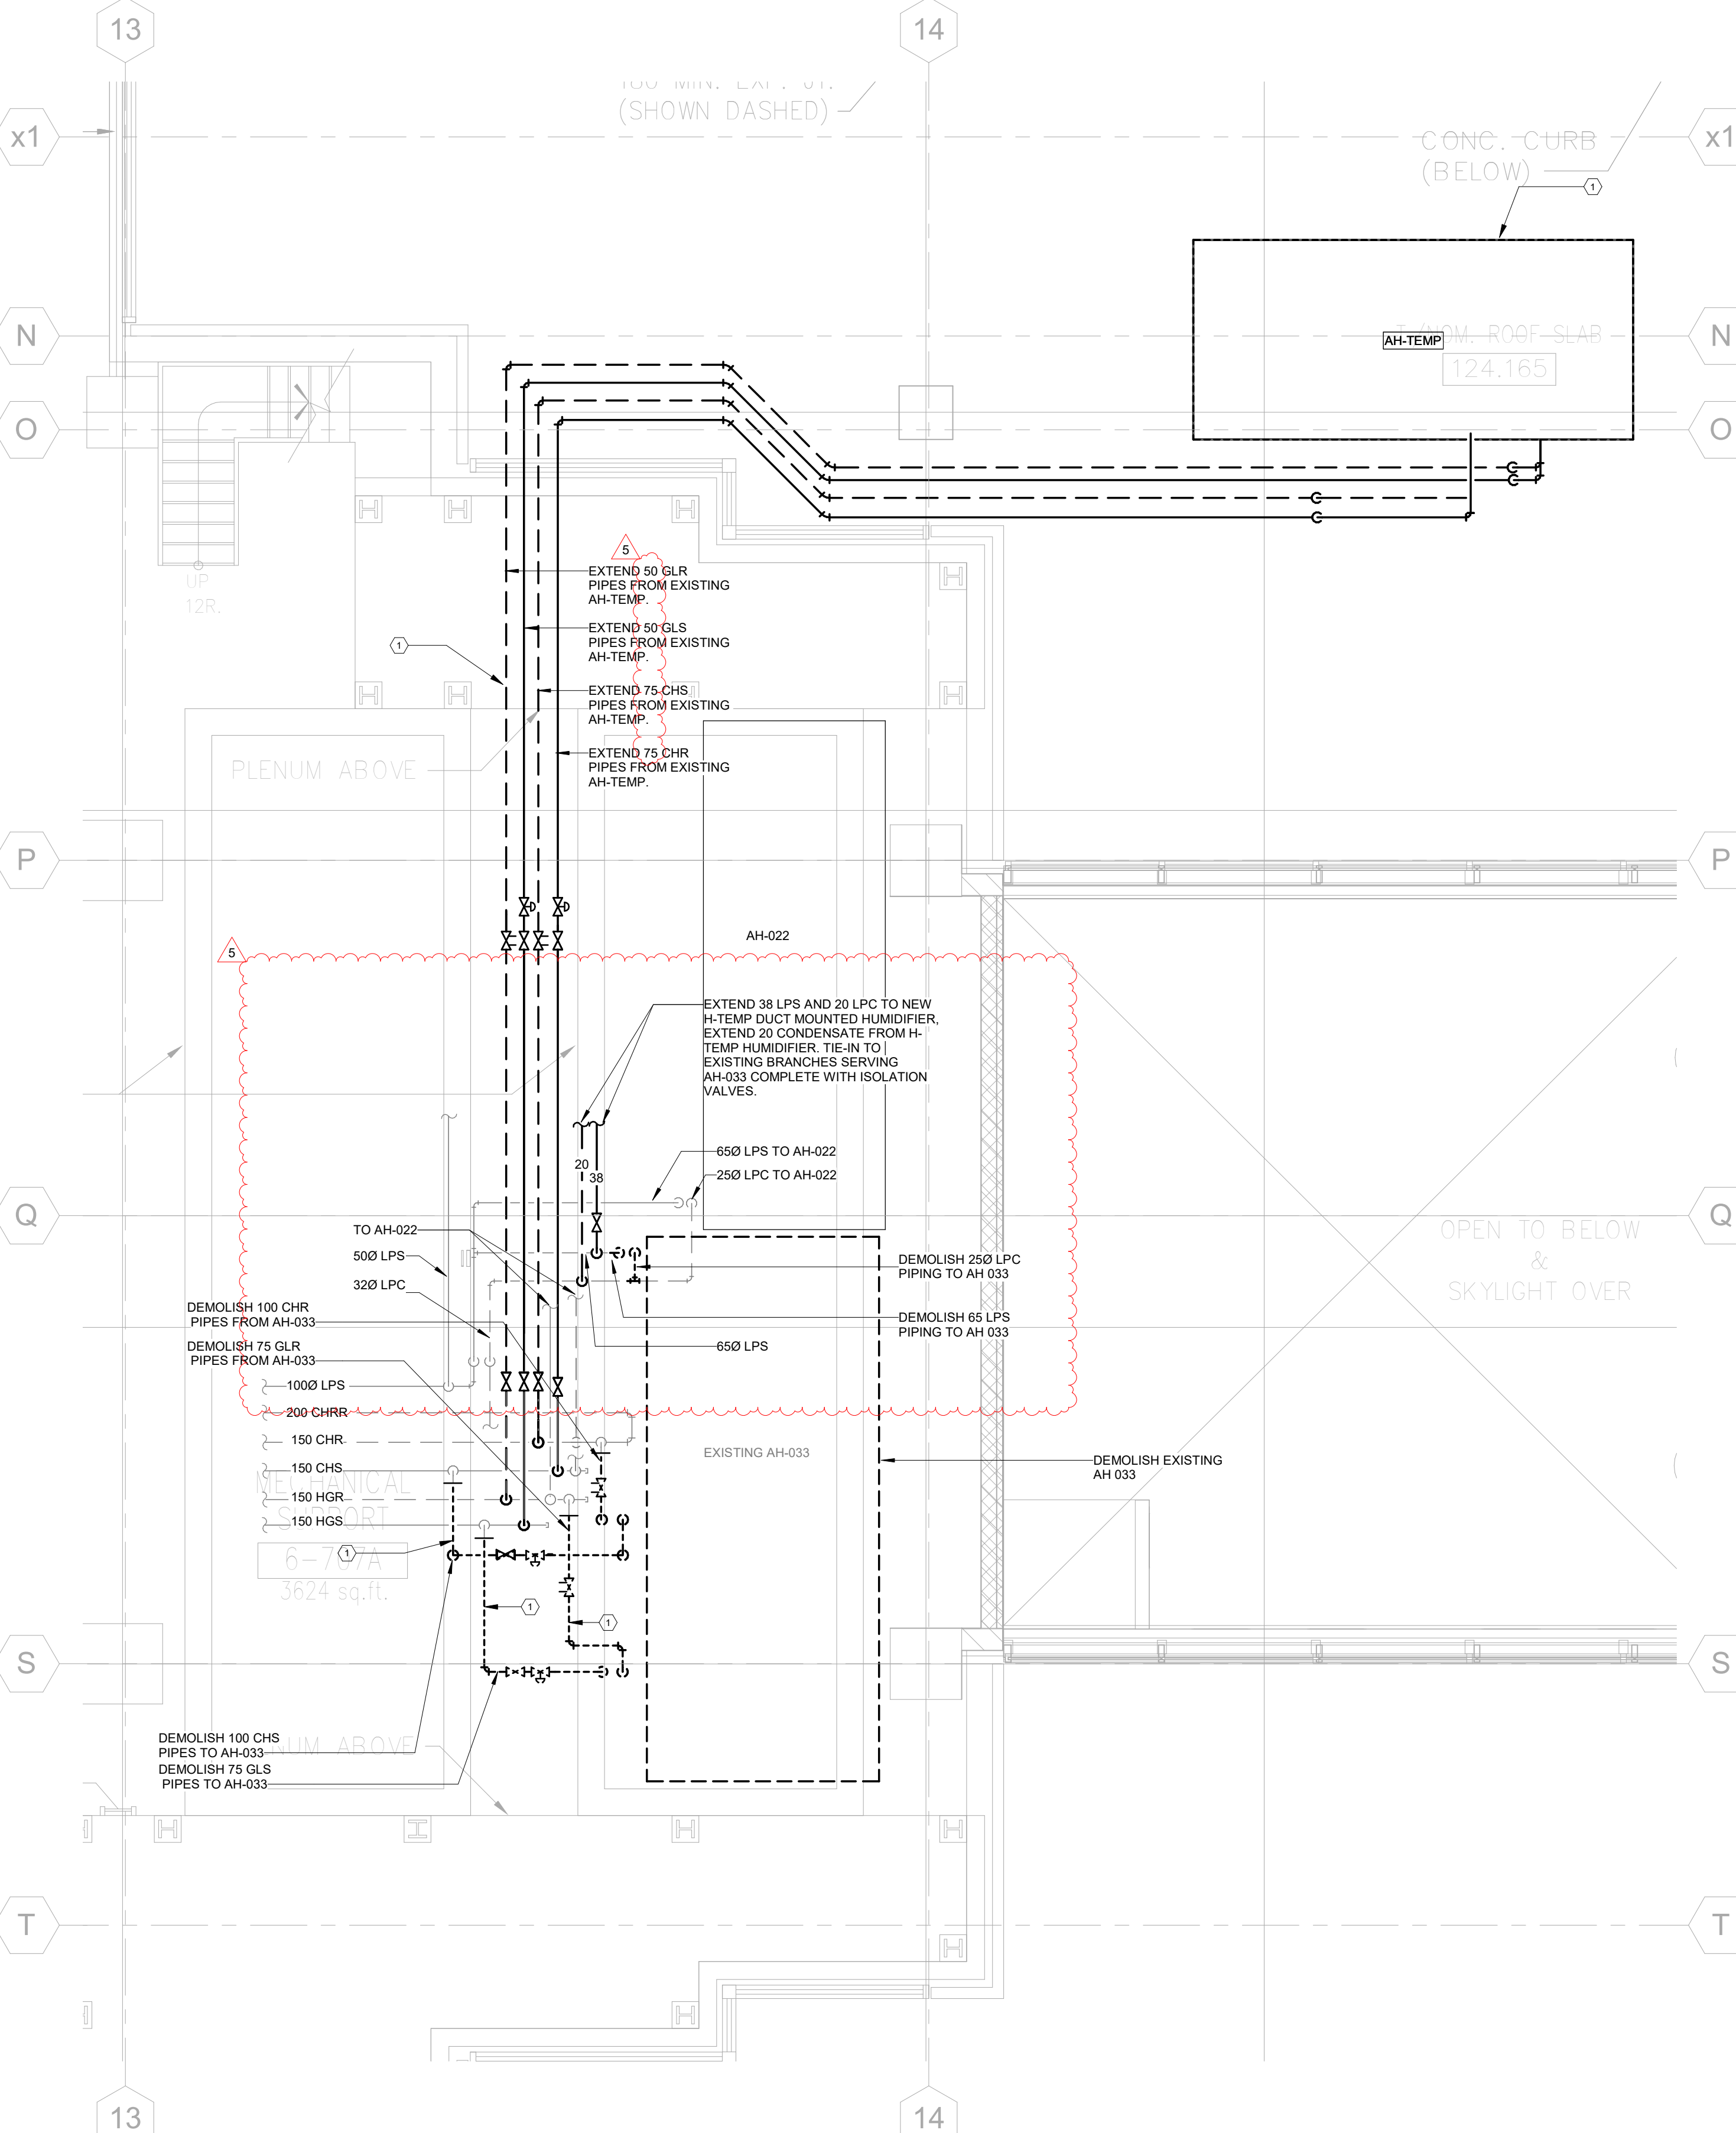 13
14
(SHOWN DASHED)
x1
x1
CONC. CURB
(BELOW)
1
N
N
AH-TEMP
NOM. ROOF SLAB
124.165
O
O
5
EXTEND 50 GLR
PIPES FROM EXISTING
AH-TEMP.
UP
12R.
EXTEND 50 GLS
PIPES FROM EXISTING
AH-TEMP.
1
EXTEND 75 CHS
PIPES FROM EXISTING
AH-TEMP.
EXTEND 75 CHR
PIPES FROM EXISTING
AH-TEMP.
PLENUM ABOVE
P
P
AH-022
5
EXTEND 38 LPS AND 20 LPC TO NEW
H-TEMP DUCT MOUNTED HUMIDIFIER,
EXTEND 20 CONDENSATE FROM H-
TEMP HUMIDIFIER. TIE-IN TO
EXISTING BRANCHES SERVING
AH-033 COMPLETE WITH ISOLATION
VALVES.
65Ø LPS TO AH-022
20
38
25Ø LPC TO AH-022
Q
Q
TO AH-022
50Ø LPS
32Ø LPC
OPEN TO BELOW
&
SKYLIGHT OVER
DEMOLISH 25Ø LPC
PIPING TO AH 033
DEMOLISH 100 CHR
PIPES FROM AH-033
DEMOLISH 65 LPS
PIPING TO AH 033
DEMOLISH 75 GLR
PIPES FROM AH-033
65Ø LPS
100Ø LPS
200 CHRR
150 CHR
EXISTING AH-033
DEMOLISH EXISTING
AH 033
150 CHS
MECHANICAL
150 HGR
SUPPORT
150 HGS
6-707A
1
3624 sq.ft.
1
1
S
S
DEMOLISH 100 CHS
PIPES TO AH-033
NUM ABOVE
DEMOLISH 75 GLS
PIPES TO AH-033
T
T
13
14